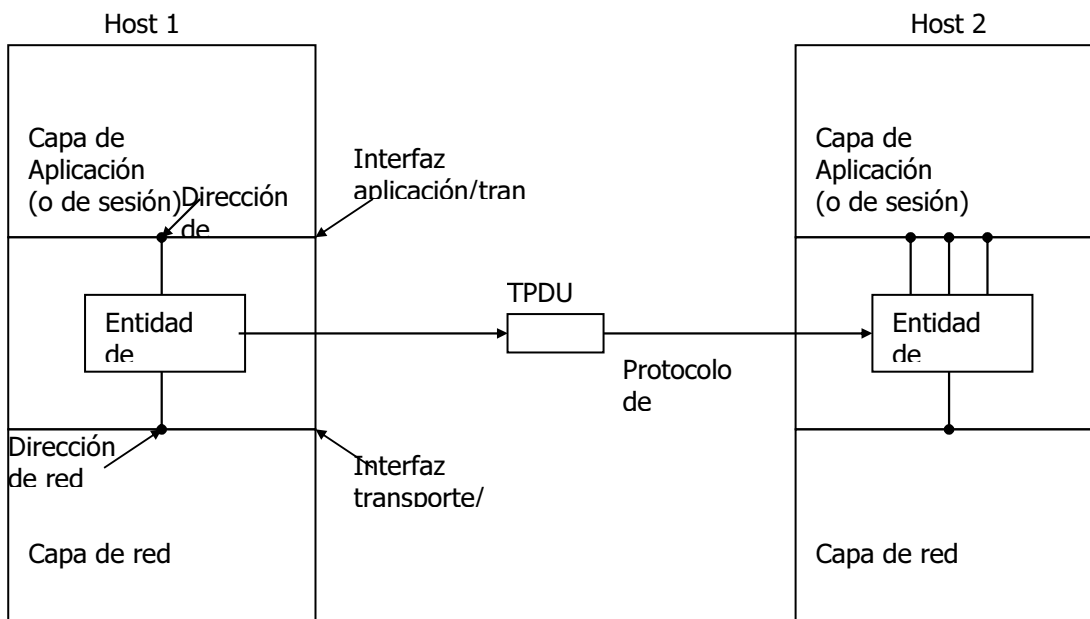 Host 1
Host 2
Capa de
Aplicación
(o de sesión)
Dirección
de
Interfaz
aplicación/tran
Capa de
Aplicación
(o de sesión)
Entidad
de
TPDU
Protocolo
de
Entidad
de
Dirección
de red
Interfaz
transporte/
Capa de red
Capa de red